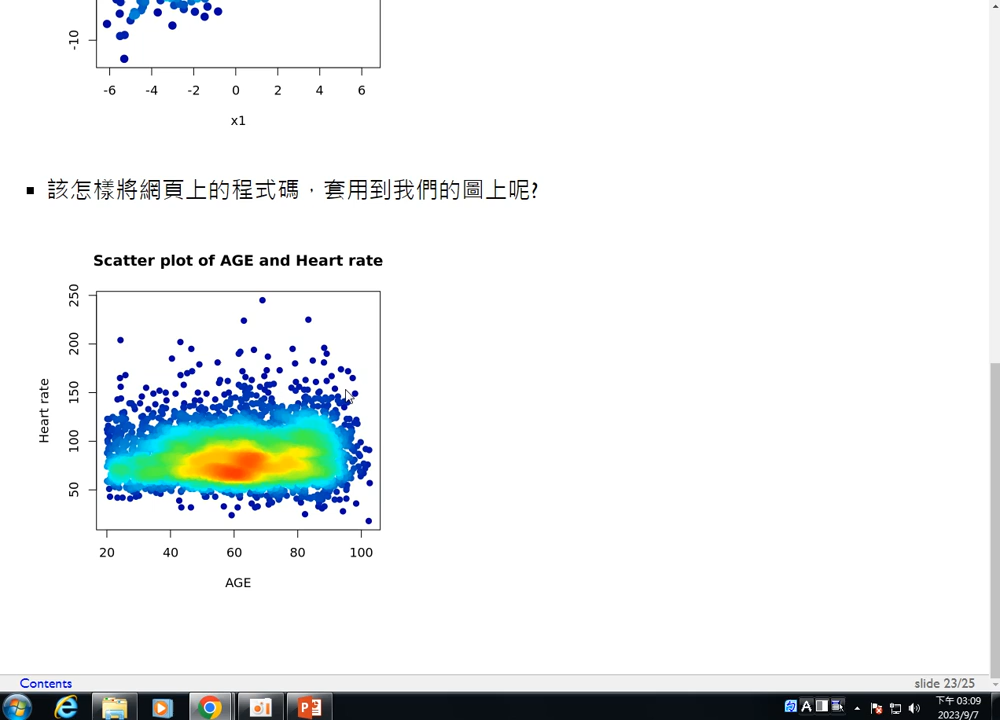 -10
-6 -4 -2 0 2 4 6
x1
該怎樣將網頁上的程式碼，套用到我們的圖上呢?
Scatter plot of AGE and Heart rate
250
200
150
100
50
Heart rate
20 40 60 80 100
AGE
Contents
slide 23/25
A
下午 03:09
2023/9/7